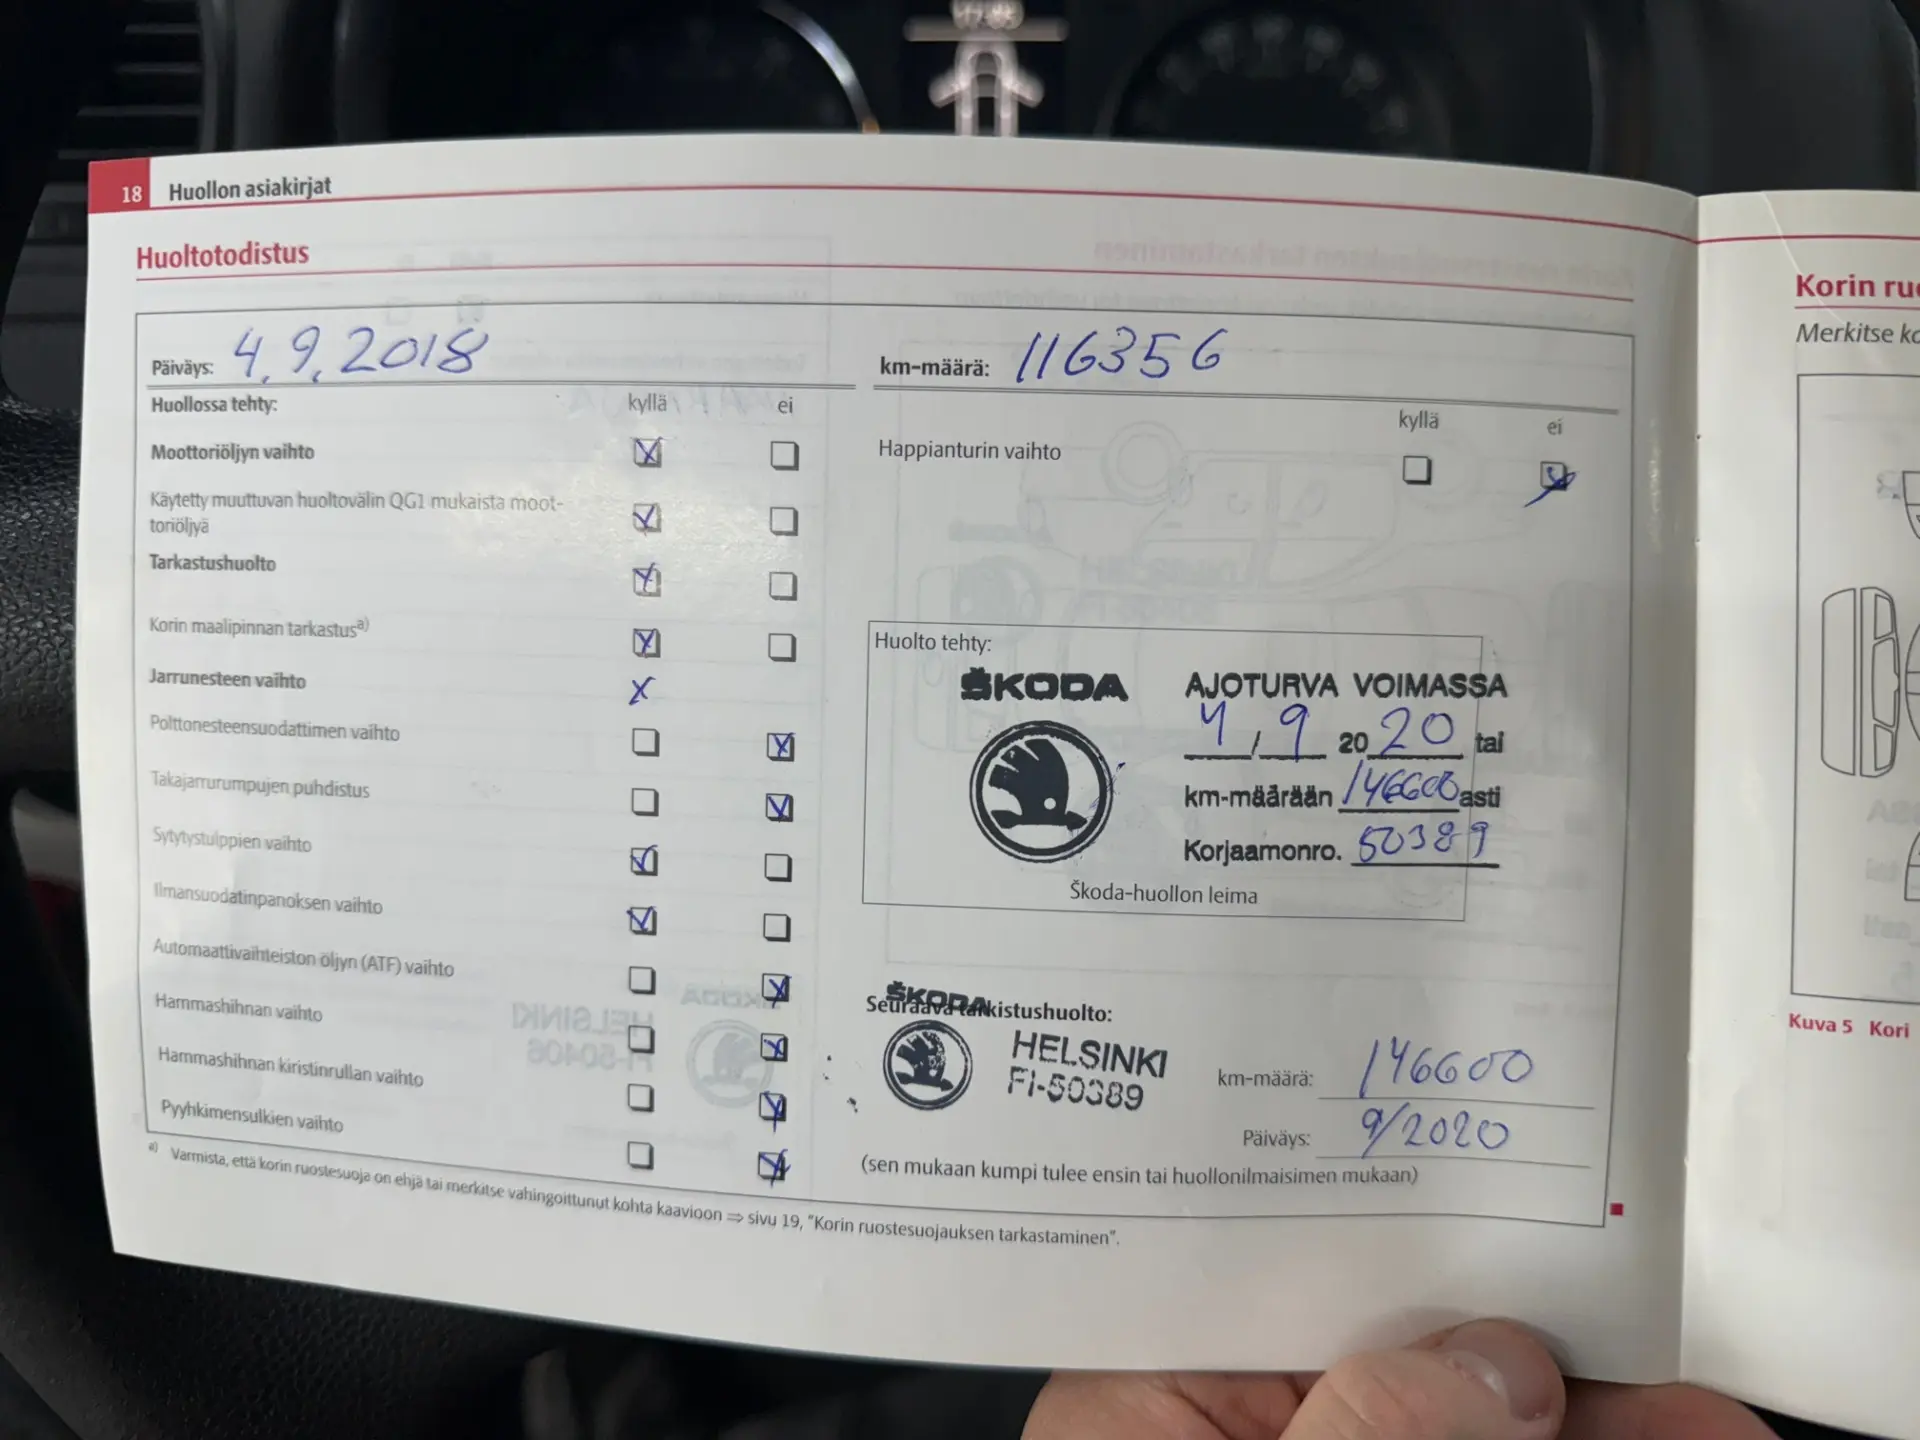 18 Huollon asiakirjat
Huoltotodistus
Päiväys: 4.9.2018
Huollossa tehty: kyllä ei
Moottoriöljyn vaihto
Käytetty muuttuvan huoltovälin QG1 mukaista moot-
toriöljyä
Tarkastushuolto
Korin maalipinnan tarkastus a)
Jarrunesteen vaihto X
Polttonesteensuodattimen vaihto
Takajarrurumpujen puhdistus
Sytytystulppien vaihto
Ilmansuodatinpanoksen vaihto
Automaattivaihteiston öljyn (ATF) vaihto
Hammashihnan vaihto
Hammashihnan kiristinrullan vaihto
Pyyhkimensulkien vaihto
km-määrä: 116356
kyllä ei
Happianturin vaihto
Huolto tehty:
ŠKODA AJOTURVA VOIMASSA
4 / 9 2020 tai
km-määrään 146600 asti
Korjaamonro. 50389
Škoda-huollon leima
ŠKODA
Seuraava tarkistushuolto:
HELSINKI
FI-50389
km-määrä: 146600
Päiväys: 9/2020
(sen mukaan kumpi tulee ensin tai huollonilmaisimen mukaan)
a) Varmista, että korin ruostesuoja on ehjä tai merkitse vahingoittunut kohta kaavioon ⇒ sivu 19, "Korin ruostesuojauksen tarkastaminen".
Korin
Merkitse
Kuva 5 Kori